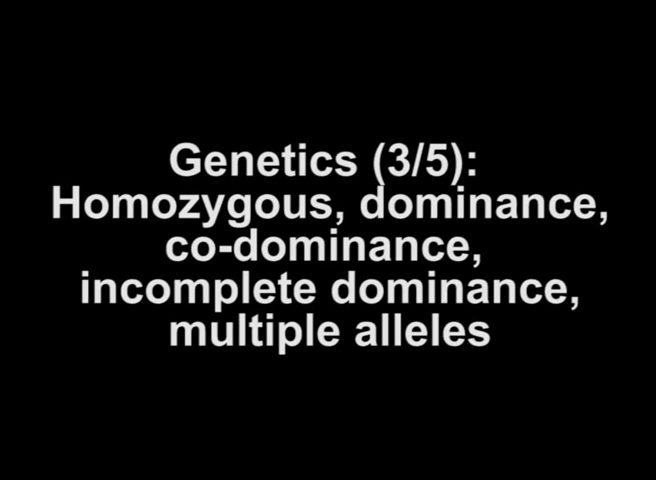 Genetics (3/5):
Homozygous, dominance,
co-dominance,
incomplete dominance,
multiple alleles